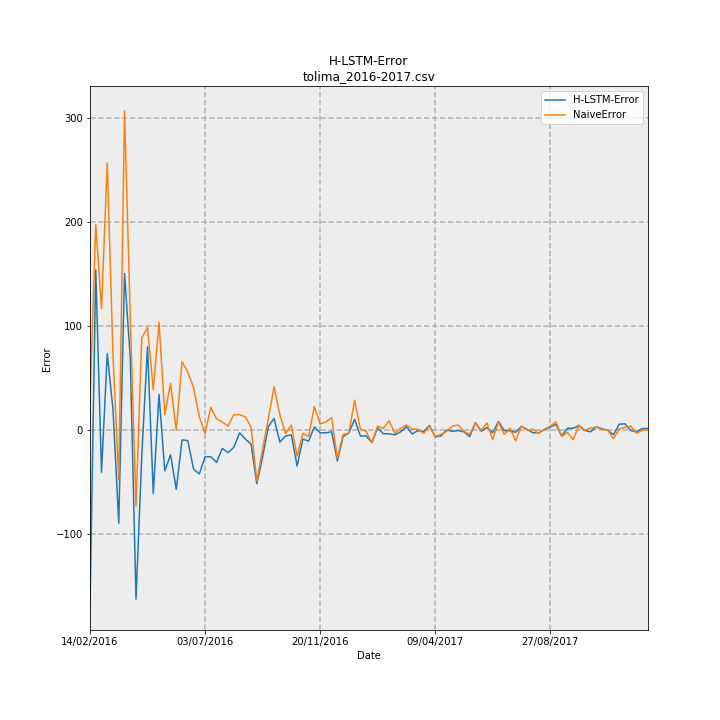 H-LSTM-Error
tolima_2016-2017.csv
H-LSTM-Error
NaiveError
300
200
100
0
−100
Error
14/02/2016 03/07/2016 20/11/2016 09/04/2017 27/08/2017
Date